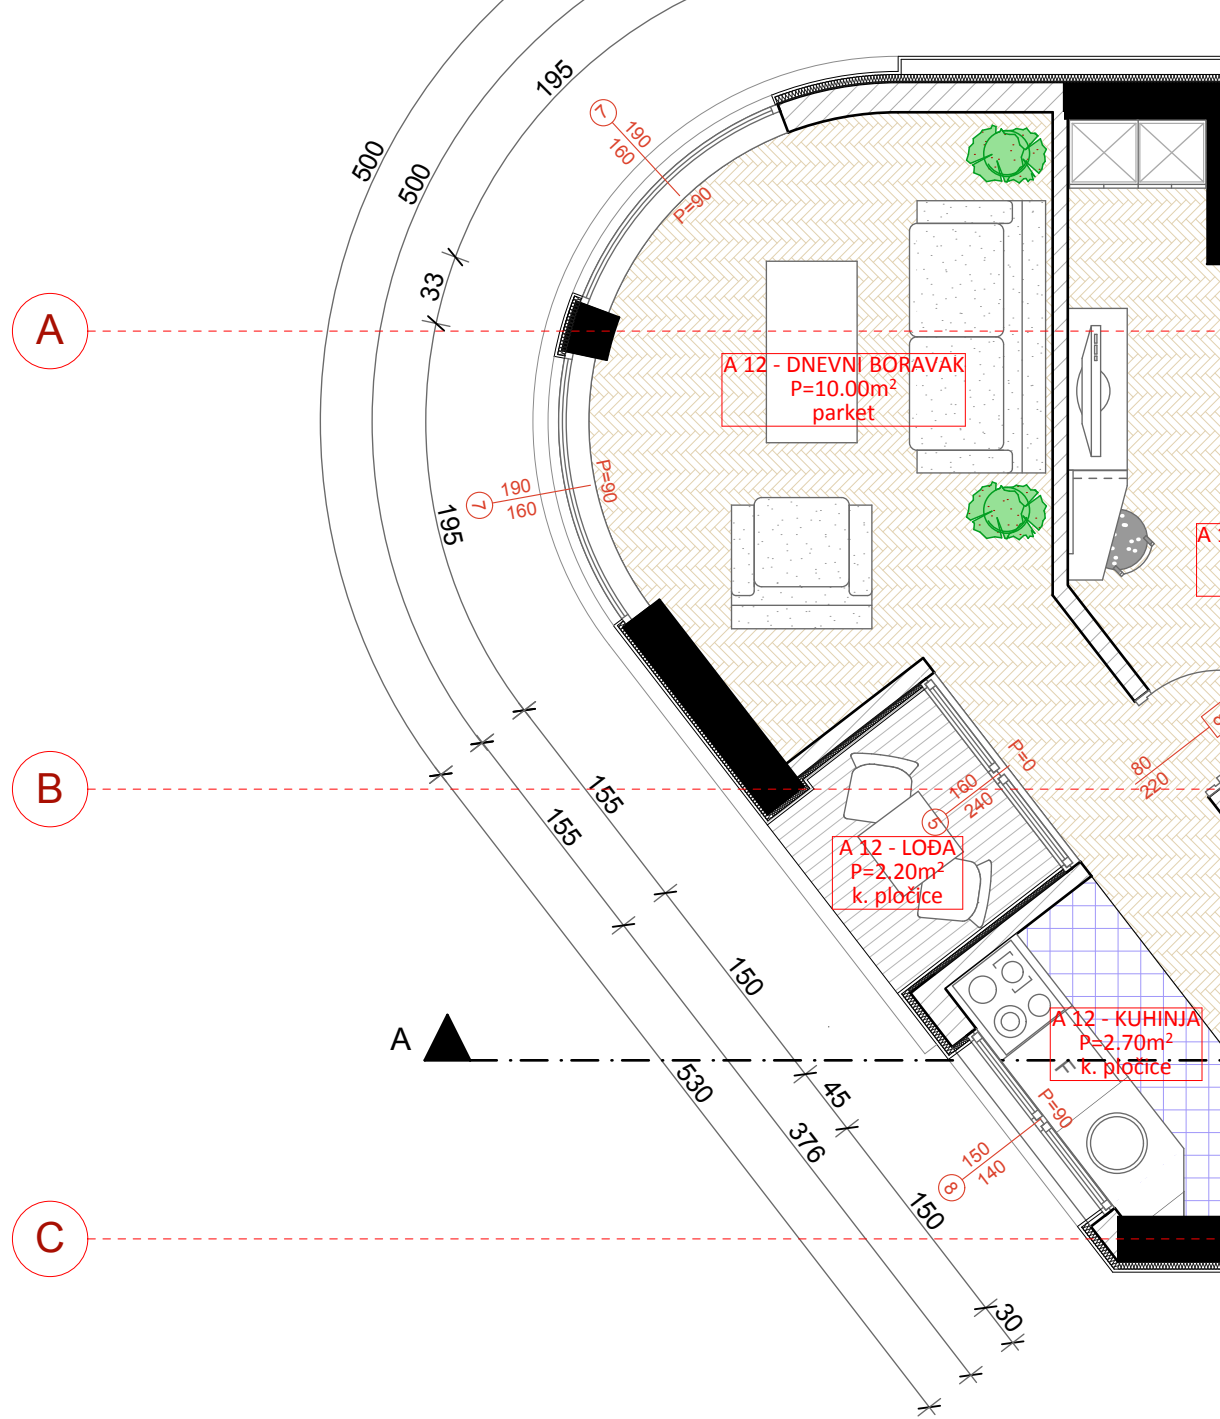 195
500
500
33
195
7
190
160
P=90
A
A 12 - DNEVNI BORAVAK
P=10.00m²
parket
7
190
160
P=90
A
155
155
B
P=0
160
240
5
80
220
A 12 - LOĐA
P=2.20m²
k. pločice
150
A
A 12 - KUHINJA
P=2.70m²
k. pločice
F
530
45
376
P=90
150
140
8
150
C
30